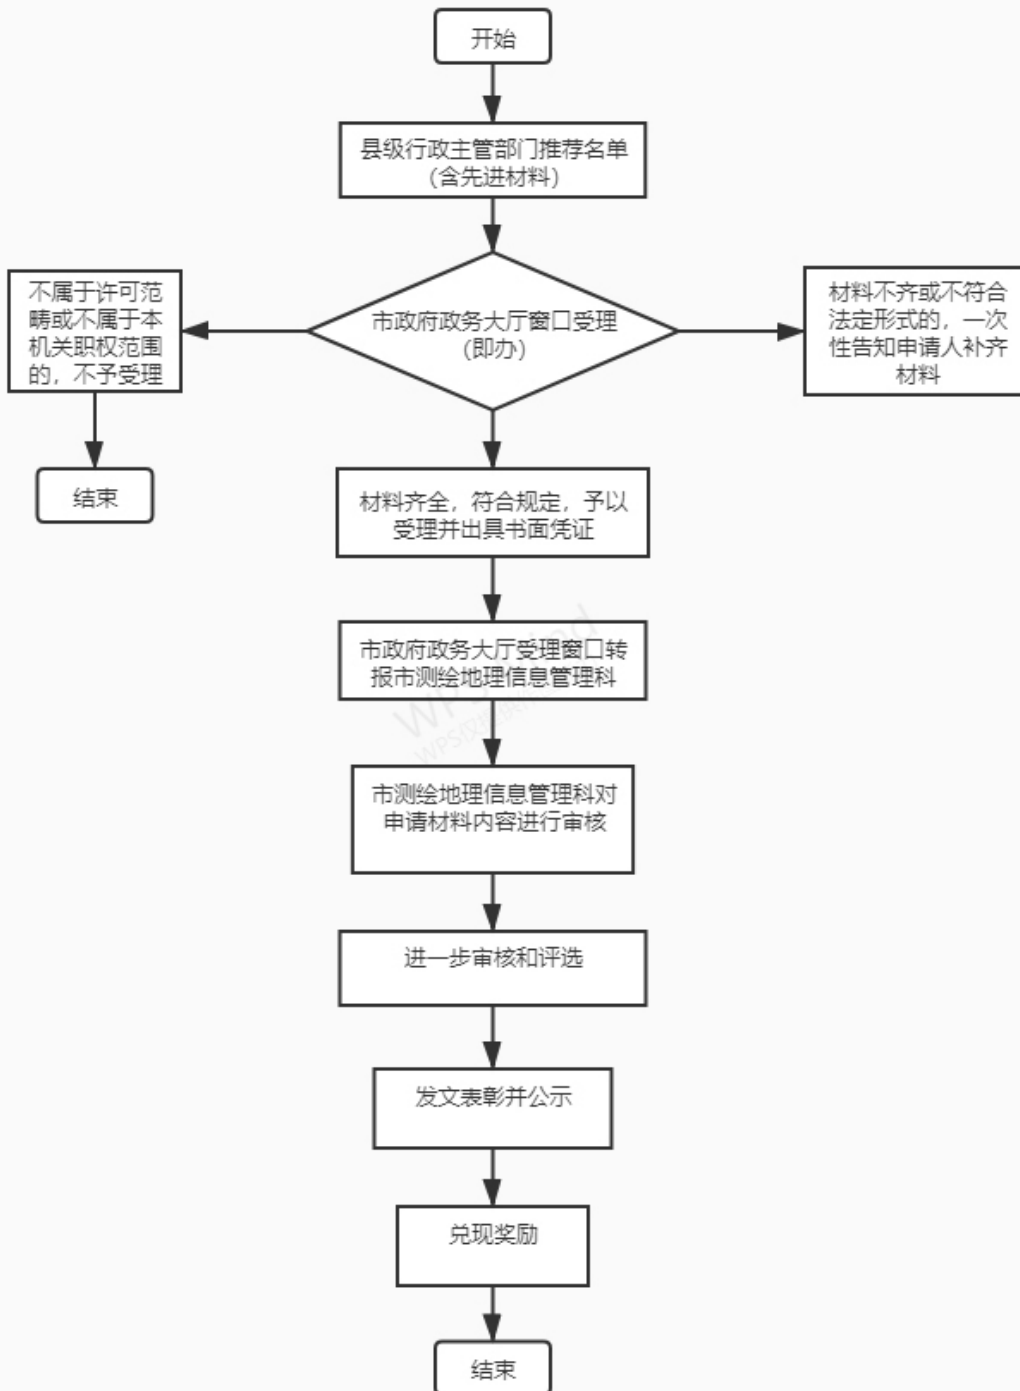 开始
县级行政主管部门推荐名单
（含先进材料）
市政府政务大厅窗口受理
(即办)
不属于许可范
畴或不属于本
机关职权范围
的，不予受理
结束
材料不齐或不符合
法定形式的，一次
性告知申请人补齐
材料
材料齐全，符合规定，予以
受理并出具书面凭证
市政府政务大厅受理窗口转
报市测绘地理信息管理科
市测绘地理信息管理科对
申请材料内容进行审核
进一步审核和评选
发文表彰并公示
兑现奖励
结束